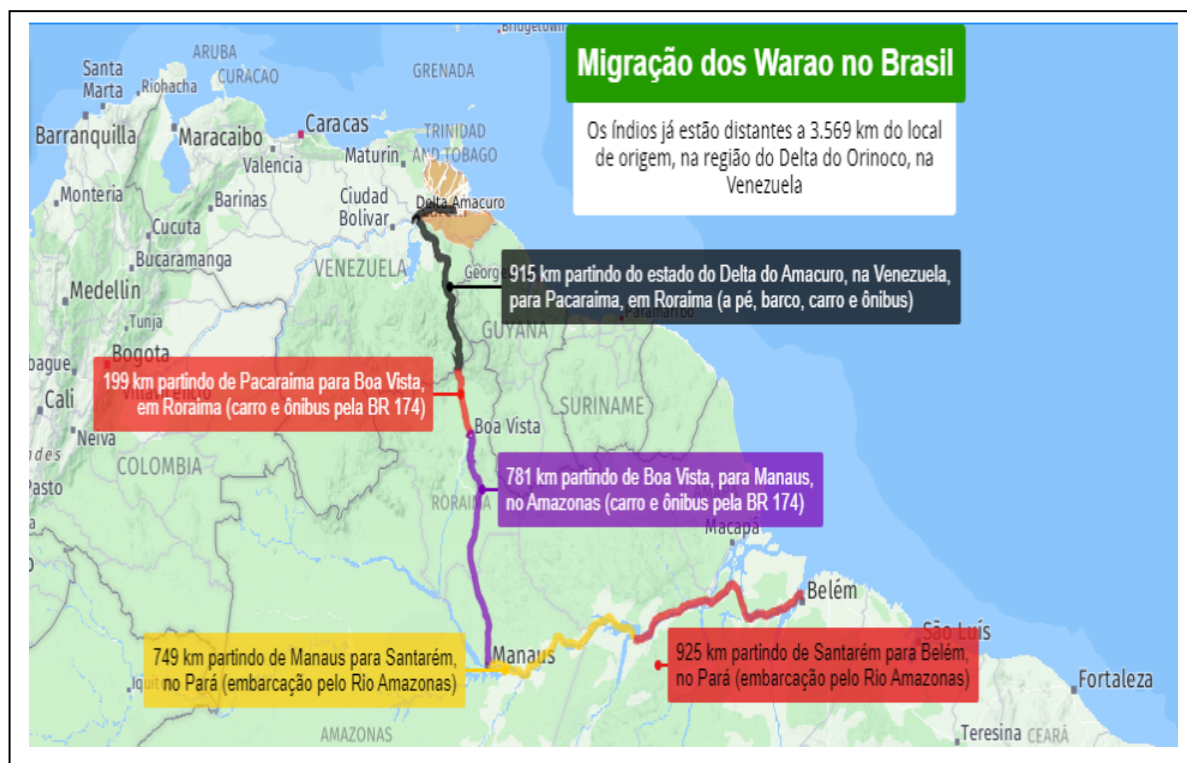 Bridgetown
ARUBA
CURACAO
Santa
Marta
Riohacha
GRENADA
Migração dos Warao no Brasil
Os índios já estão distantes a 3.569 km do local
de origem, na região do Delta do Orinoco, na
Venezuela
Barranquilla
Maracaibo
Caracas
Valencia
Maturin
TRINIDAD
AND TOBAGO
Monteria
Barinas
Ciudad
Bolivar
Delta Amacuro
Cucuta
Bucaramanga
VENEZUELA
George
915 km partindo do estado do Delta do Amacuro, na Venezuela,
para Pacaraima, em Roraima (a pé, barco, carro e ônibus)
Medellin
Tunja
GUYANA
Paramaribo
bague
Bogota
199 km partindo de Pacaraima para Boa Vista,
em Roraima (carro e ônibus pela BR 174)
Villavicencio
Cali
Neiva
SURINAME
Boa Vista
COLOMBIA
Pasto
RORAIMA
781 km partindo de Boa Vista, para Manaus,
no Amazonas (carro e ônibus pela BR 174)
Macapá
Belém
São Luís
749 km partindo de Manaus para Santarém,
no Pará (embarcação pelo Rio Amazonas)
Manaus
925 km partindo de Santarém para Belém,
no Pará (embarcação pelo Rio Amazonas)
Iquit
Fortaleza
AMAZONAS
Teresina
CEARÁ